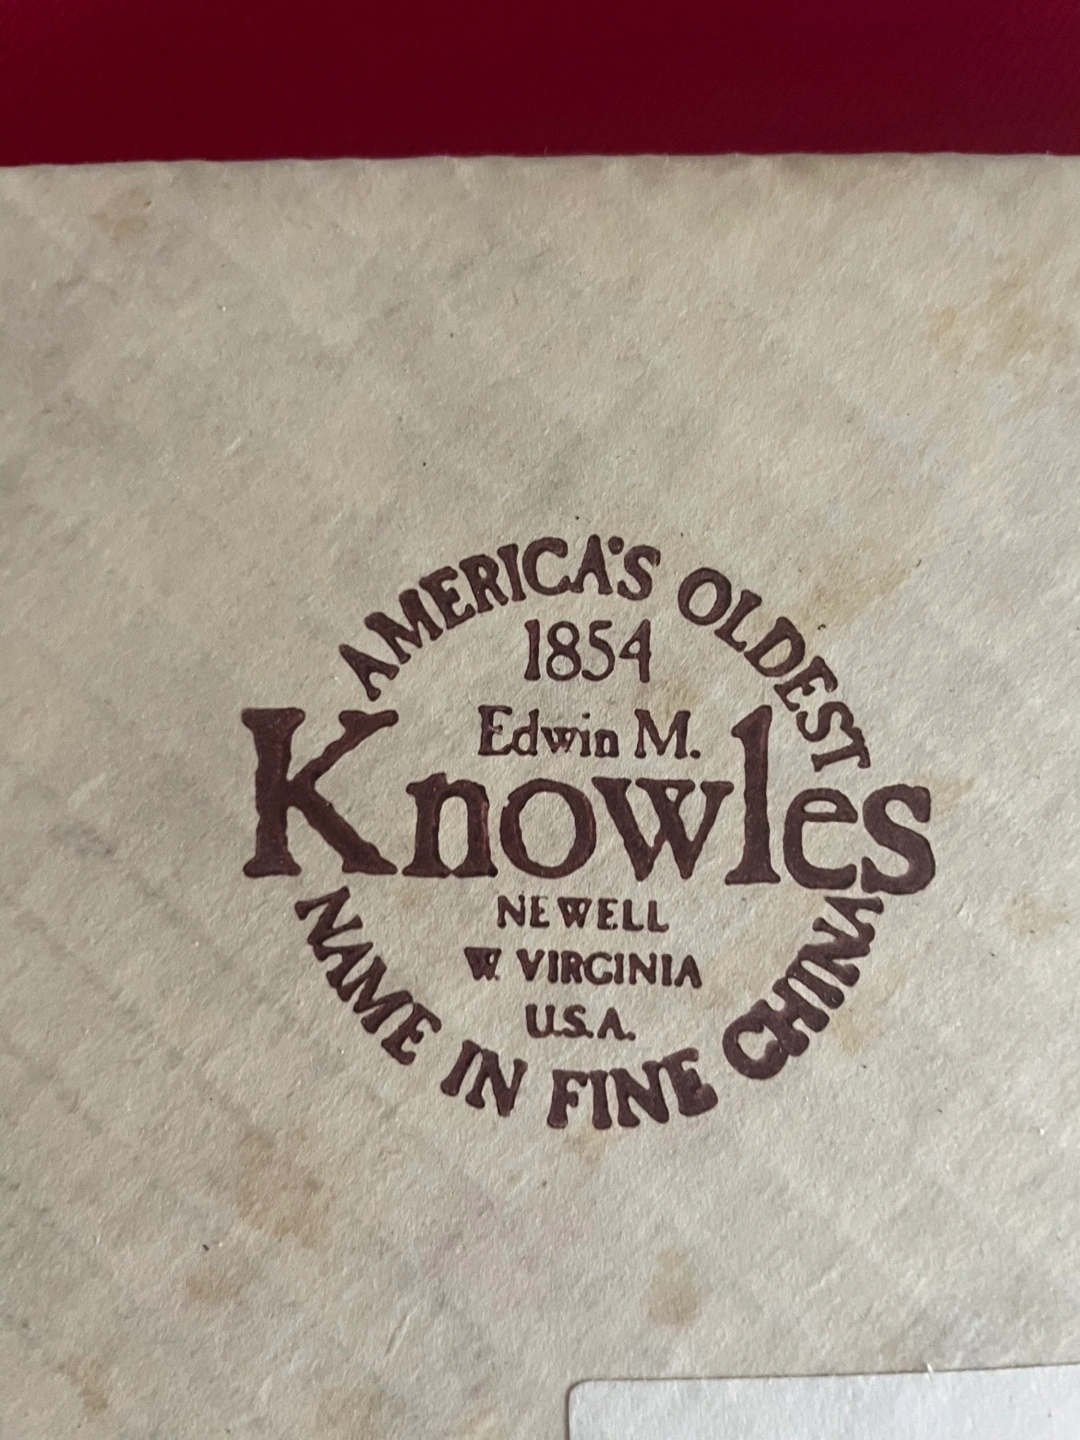 AMERICA'S OLDEST
1854
Edwin M.
Knowles
NEWELL
W. VIRGINIA
U.S.A.
NAME IN FINE CHINA